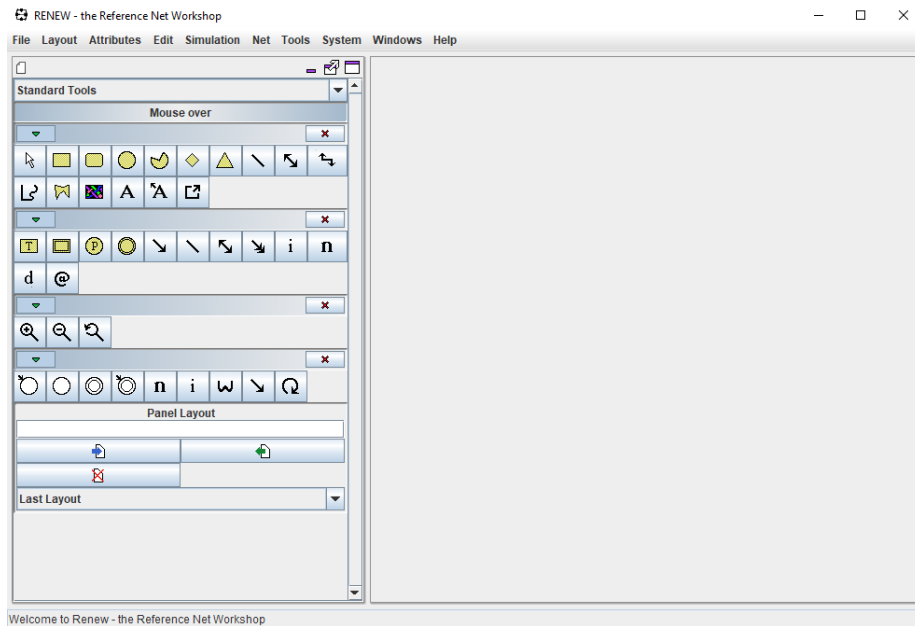 RENEW - the Reference Net Workshop
File Layout Attributes Edit Simulation Net Tools System Windows Help
Standard Tools
Mouse over
A A
T P i n
d @
n i
Panel Layout
Last Layout
Welcome to Renew - the Reference Net Workshop